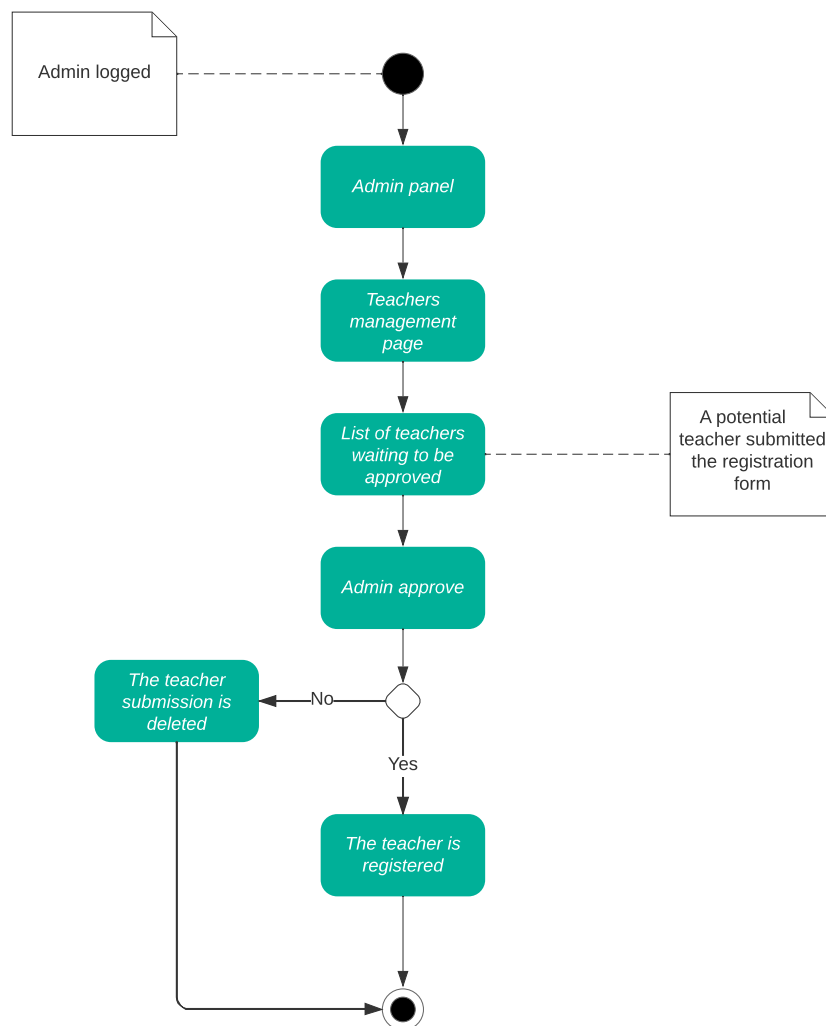 Admin logged
Admin panel
Teachers
management
page
List of teachers
waiting to be
approved
A potential
teacher submitted
the registration
form
Admin approve
The teacher
submission is
deleted
No
Yes
The teacher is
registered